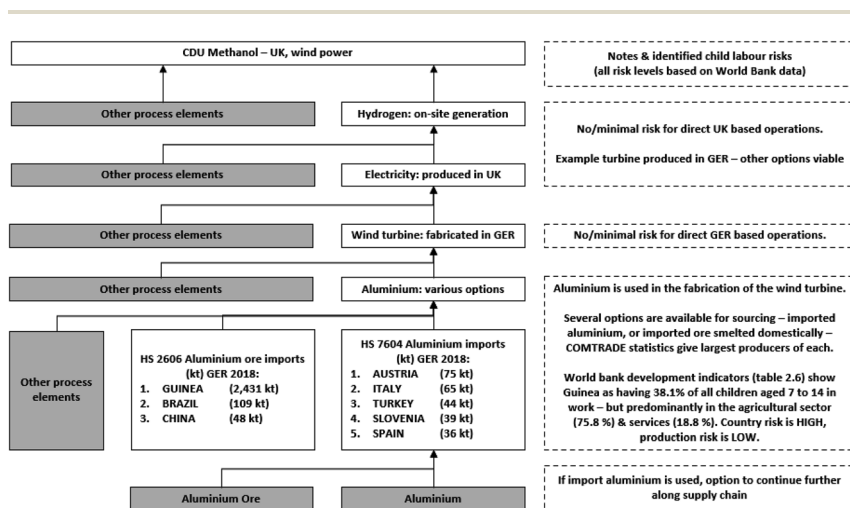 CDU Methanol – UK, wind power
Notes & identified child labour risks
(all risk levels based on World Bank data)
Other process elements
Hydrogen: on-site generation
No/minimal risk for direct UK based operations.
Example turbine produced in GER – other options viable
Other process elements
Electricity: produced in UK
Other process elements
Wind turbine: fabricated in GER
No/minimal risk for direct GER based operations.
Other process elements
Aluminium: various options
Aluminium is used in the fabrication of the wind turbine.
Several options are available for sourcing – imported
aluminium, or imported ore smelted domestically –
COMTRADE statistics give largest producers of each.
World bank development indicators (table 2.6) show
Guinea as having 38.1% of all children aged 7 to 14 in
work – but predominantly in the agricultural sector
(75.8 %) & services (18.8 %). Country risk is HIGH,
production risk is LOW.
Other process
elements
HS 2606 Aluminium ore imports
(kt) GER 2018:
1. GUINEA (2,431 kt)
2. BRAZIL (109 kt)
3. CHINA (48 kt)
HS 7604 Aluminium imports
(kt) GER 2018:
1. AUSTRIA (75 kt)
2. ITALY (65 kt)
3. TURKEY (44 kt)
4. SLOVENIA (39 kt)
5. SPAIN (36 kt)
Aluminium Ore
Aluminium
If import aluminium is used, option to continue further
along supply chain